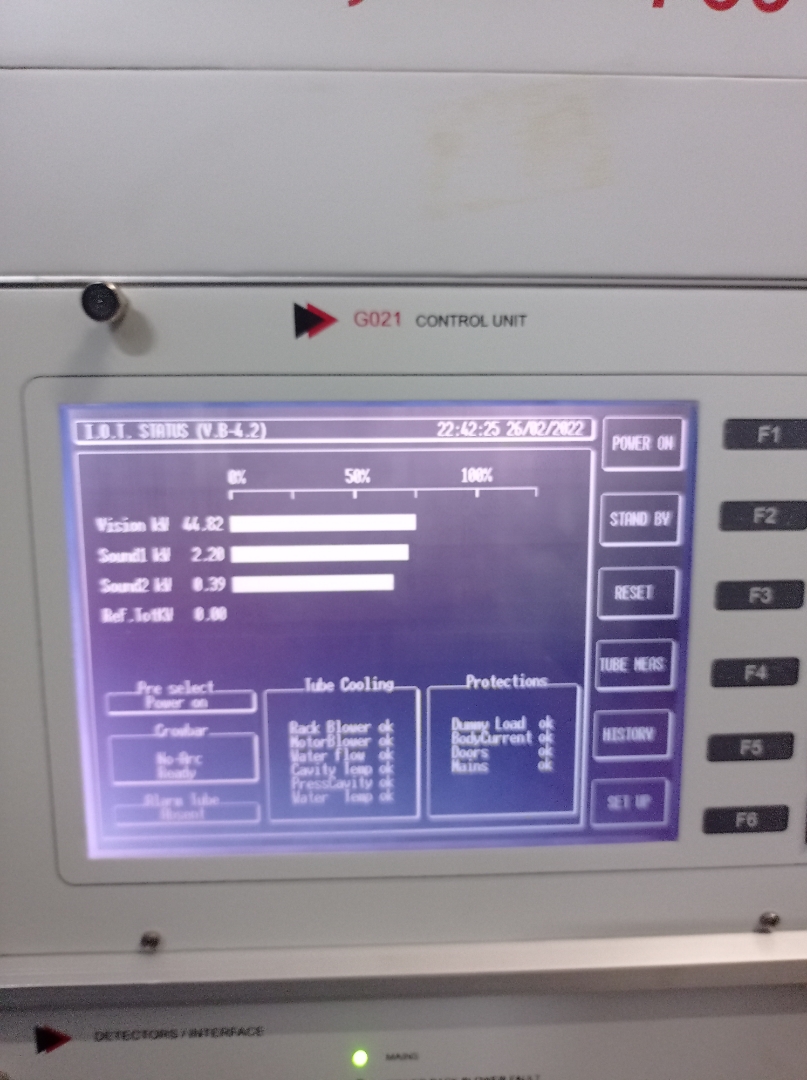 G021 CONTROL UNIT
I.O.T. STATUS (V.B-4.2) 22:42:25 26/02/2022
0% 50% 100%
Vision kW 44.82
Sound1 kW 2.20
Sound2 kW 0.39
Ref.TotKW 0.00
Pre select
Power on
Crowbar
No-Arc
Ready
Alarm Tube
Absent
Tube Cooling
Rack Blower ok
MotorBlower ok
Water flow ok
Cavity Temp ok
PressCavity ok
Water Temp ok
Protections
Dummy Load ok
BodyCurrent ok
Doors ok
Mains ok
POWER ON
STAND BY
RESET
TUBE MEAS
HISTORY
SET UP
F1
F2
F3
F4
F5
F6
DETECTORS / INTERFACE
MAINS